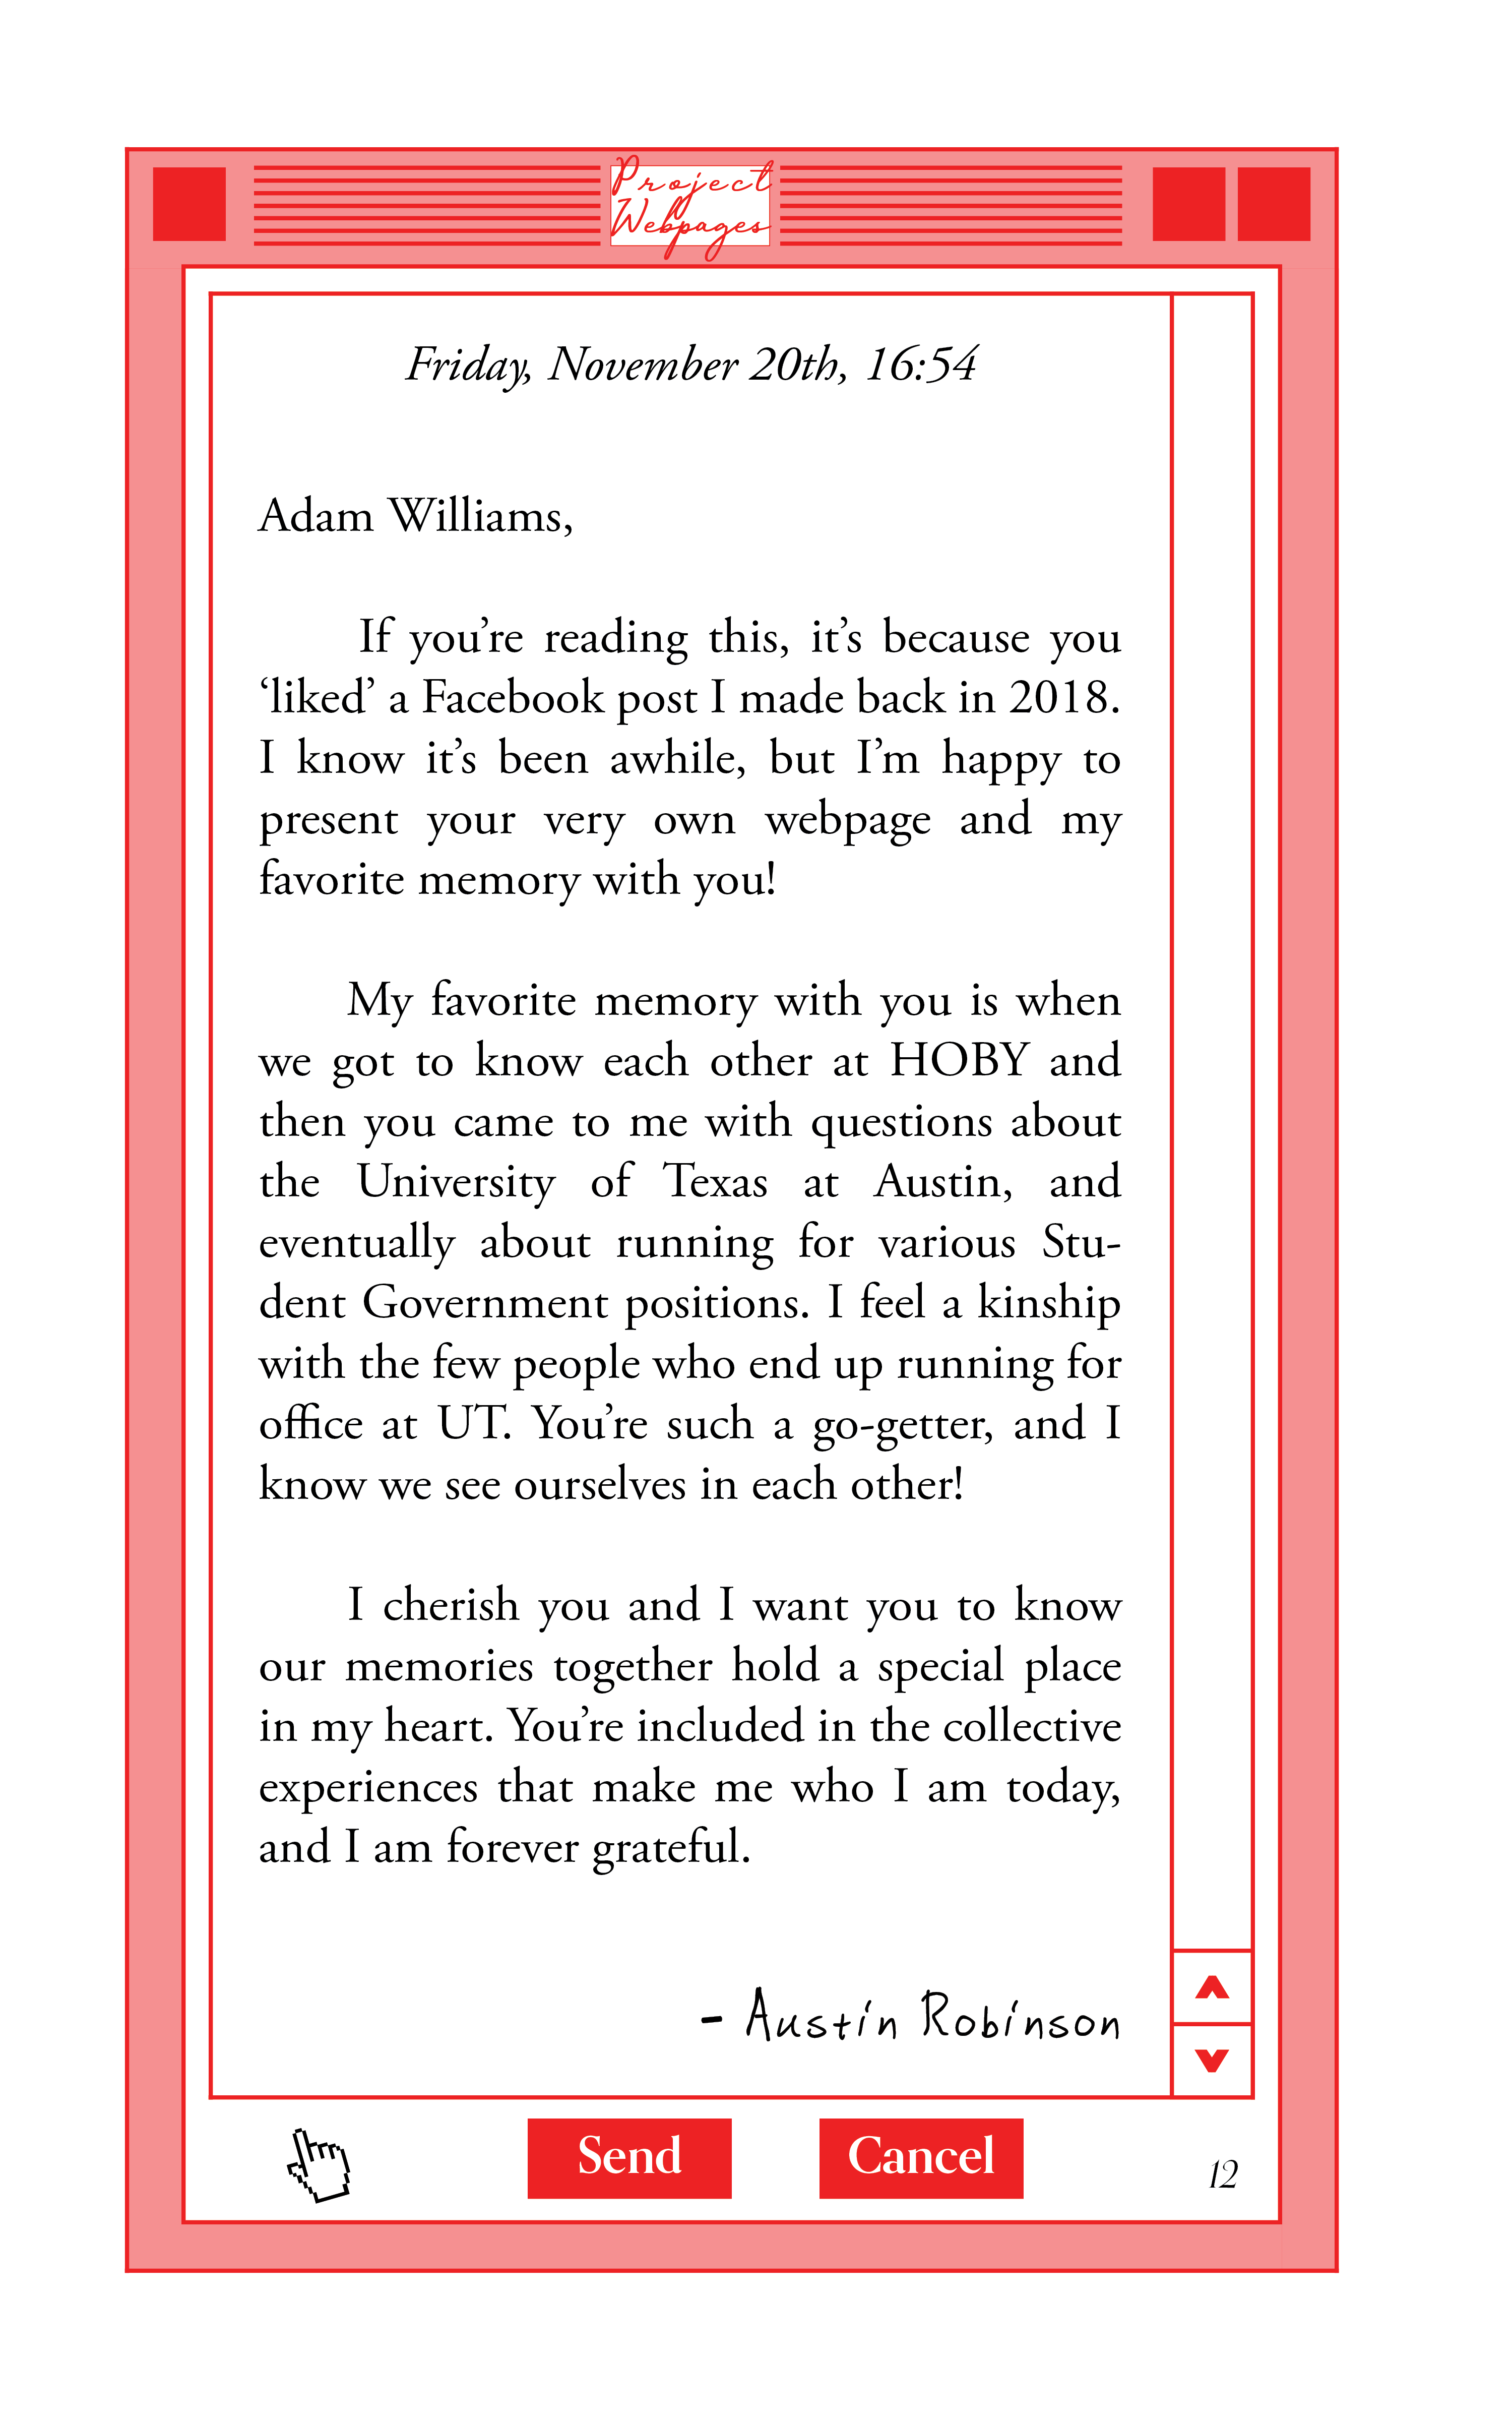 Project
Webpages
Friday, November 20th, 16:54
Adam Williams,
If you’re reading this, it’s because you
‘liked’ a Facebook post I made back in 2018.
I know it’s been awhile, but I’m happy to
present your very own webpage and my
favorite memory with you!
My favorite memory with you is when
we got to know each other at HOBY and
then you came to me with questions about
the University of Texas at Austin, and
eventually about running for various Stu-
dent Government positions. I feel a kinship
with the few people who end up running for
office at UT. You’re such a go-getter, and I
know we see ourselves in each other!
I cherish you and I want you to know
our memories together hold a special place
in my heart. You’re included in the collective
experiences that make me who I am today,
and I am forever grateful.
- Austin Robinson
Send Cancel
12